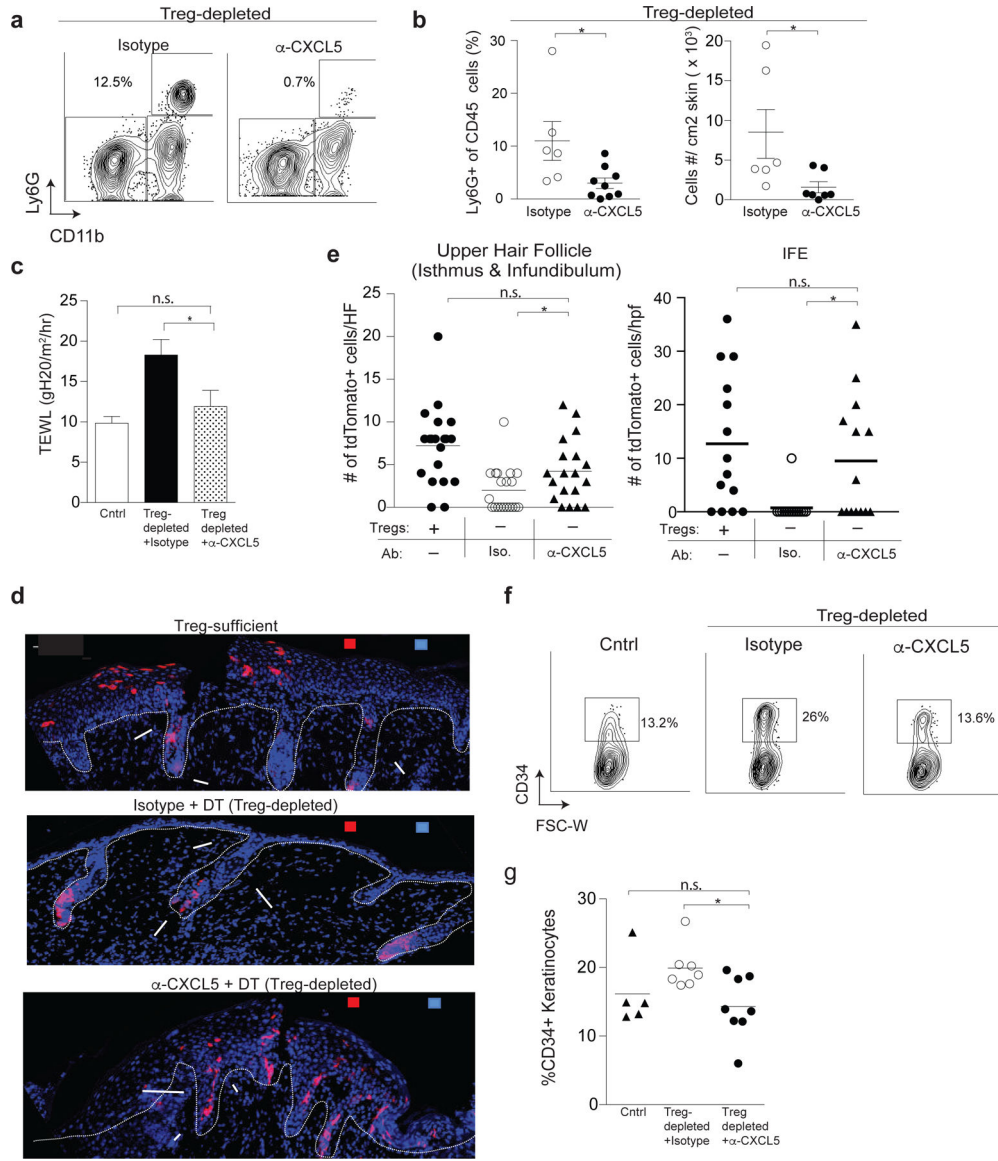 a
Treg-depleted
Isotype
α-CXCL5
12.5%
0.7%
Ly6G
CD11b
b
Treg-depleted
Ly6G+ of CD45 cells (%)
30
20
10
0
*
Isotype
α-CXCL5
Cells #/ cm2 skin ( x 10³)
20
15
10
5
0
*
Isotype
α-CXCL5
c
TEWL (gH20/m²/hr)
25
20
15
10
5
0
n.s.
*
Cntrl
Treg-
depleted
+Isotype
Treg
depleted
+α-CXCL5
e
Upper Hair Follicle
(Isthmus & Infundibulum)
# of tdTomato+ cells/HF
25
20
15
10
5
0
n.s.
*
Tregs: + − −
Ab: − Iso. α-CXCL5
IFE
# of tdTomato+ cells/hpf
40
30
20
10
0
n.s.
*
Tregs: + − −
Ab: − Iso. α-CXCL5
d
Treg-sufficient
Isotype + DT (Treg-depleted)
α-CXCL5 + DT (Treg-depleted)
f
Treg-depleted
Cntrl
Isotype
α-CXCL5
13.2%
26%
13.6%
CD34
FSC-W
g
%CD34+ Keratinocytes
30
20
10
0
n.s.
*
Cntrl
Treg-
depleted
+Isotype
Treg
depleted
+α-CXCL5